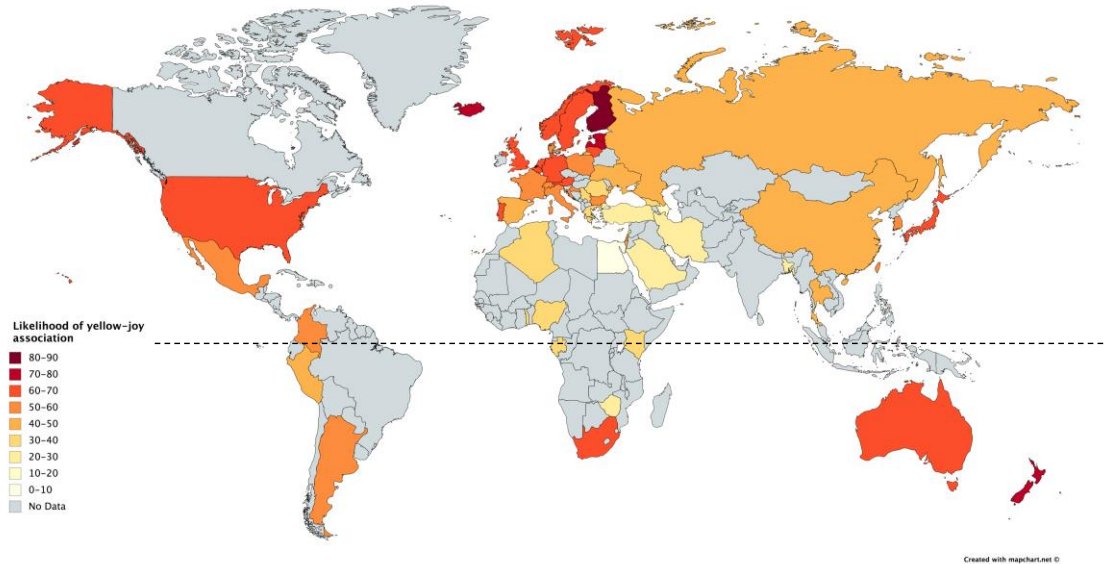 Likelihood of yellow-joy
association
80-90
70-80
60-70
50-60
40-50
30-40
20-30
10-20
0-10
No Data
Created with mapchart.net ©